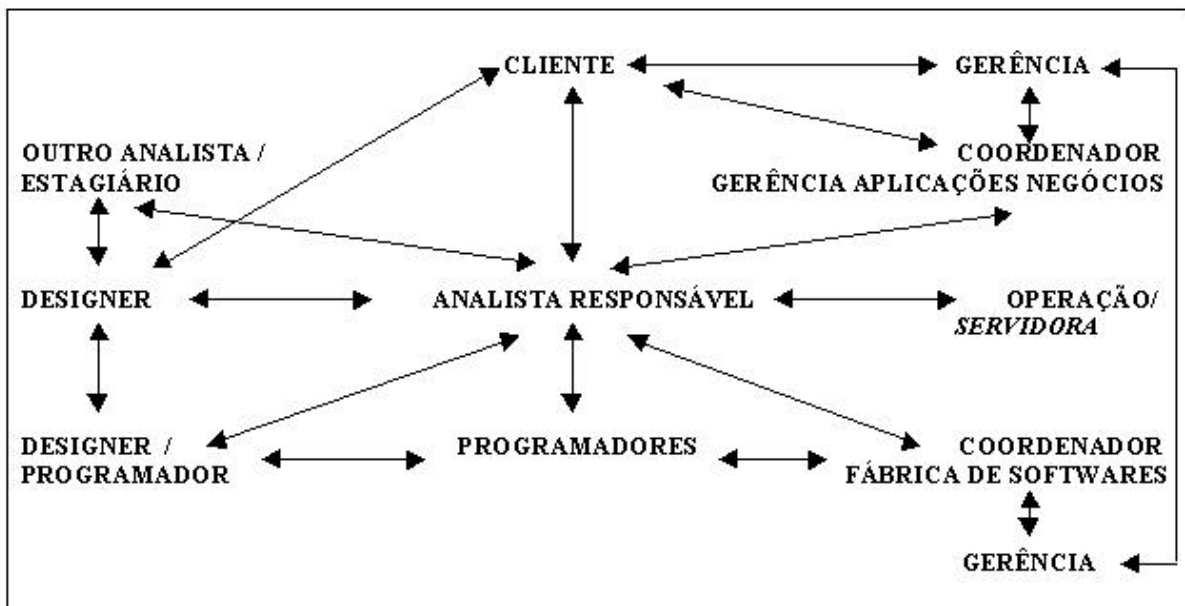 CLIENTE
GERÊNCIA
OUTRO ANALISTA /
ESTAGIÁRIO
COORDENADOR
GERÊNCIA APLICAÇÕES NEGÓCIOS
DESIGNER
ANALISTA RESPONSÁVEL
OPERAÇÃO/
SERVIDORA
DESIGNER /
PROGRAMADOR
PROGRAMADORES
COORDENADOR
FÁBRICA DE SOFTWARES
GERÊNCIA